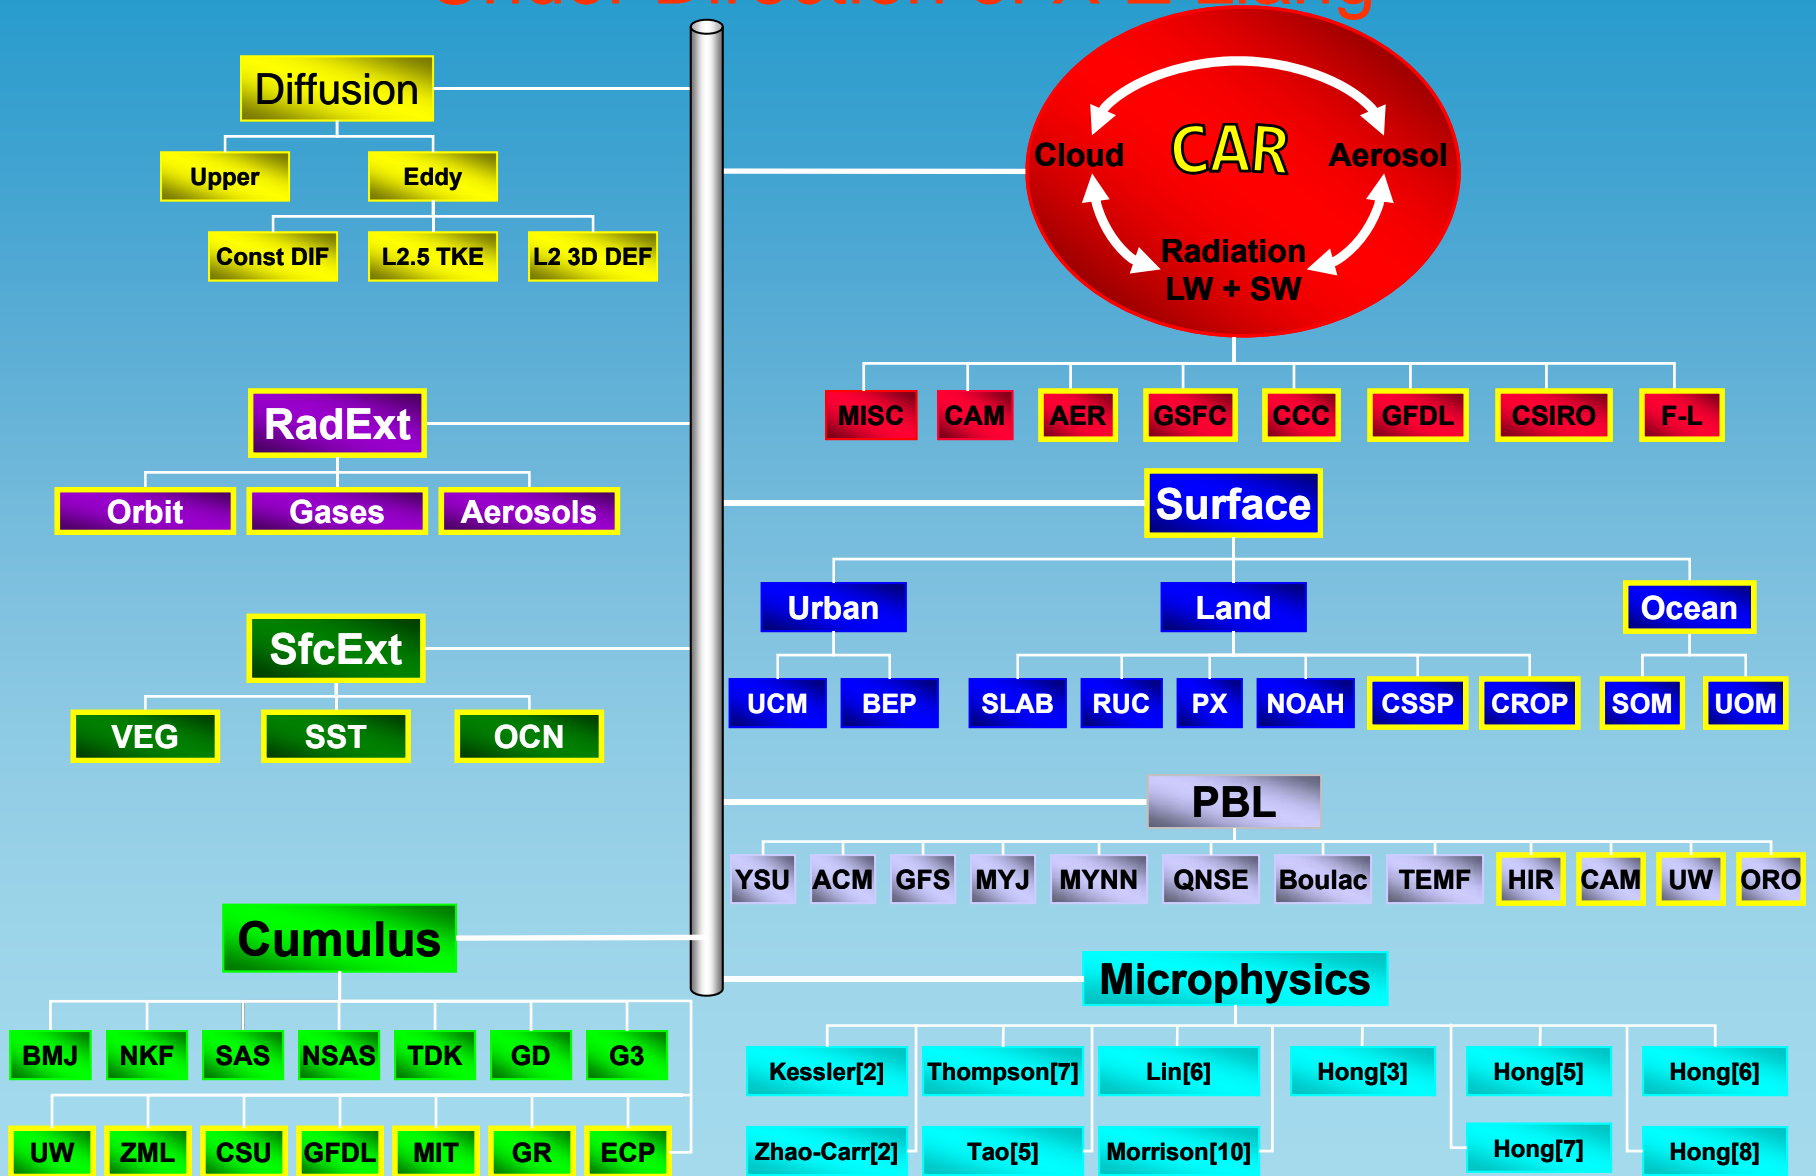 Under Direction of X-Z Liang
Diffusion
Upper
Eddy
Const DIF
L2.5 TKE
L2 3D DEF
RadExt
Orbit
Gases
Aerosols
SfcExt
VEG
SST
OCN
Cumulus
BMJ
NKF
SAS
NSAS
TDK
GD
G3
UW
ZML
CSU
GFDL
MIT
GR
ECP
CAR
Cloud
Aerosol
Radiation
LW + SW
MISC
CAM
AER
GSFC
CCC
GFDL
CSIRO
F-L
Surface
Urban
Land
Ocean
UCM
BEP
SLAB
RUC
PX
NOAH
CSSP
CROP
SOM
UOM
PBL
YSU
ACM
GFS
MYJ
MYNN
QNSE
Boulac
TEMF
HIR
CAM
UW
ORO
Microphysics
Kessler[2]
Thompson[7]
Lin[6]
Hong[3]
Hong[5]
Hong[6]
Zhao-Carr[2]
Tao[5]
Morrison[10]
Hong[7]
Hong[8]